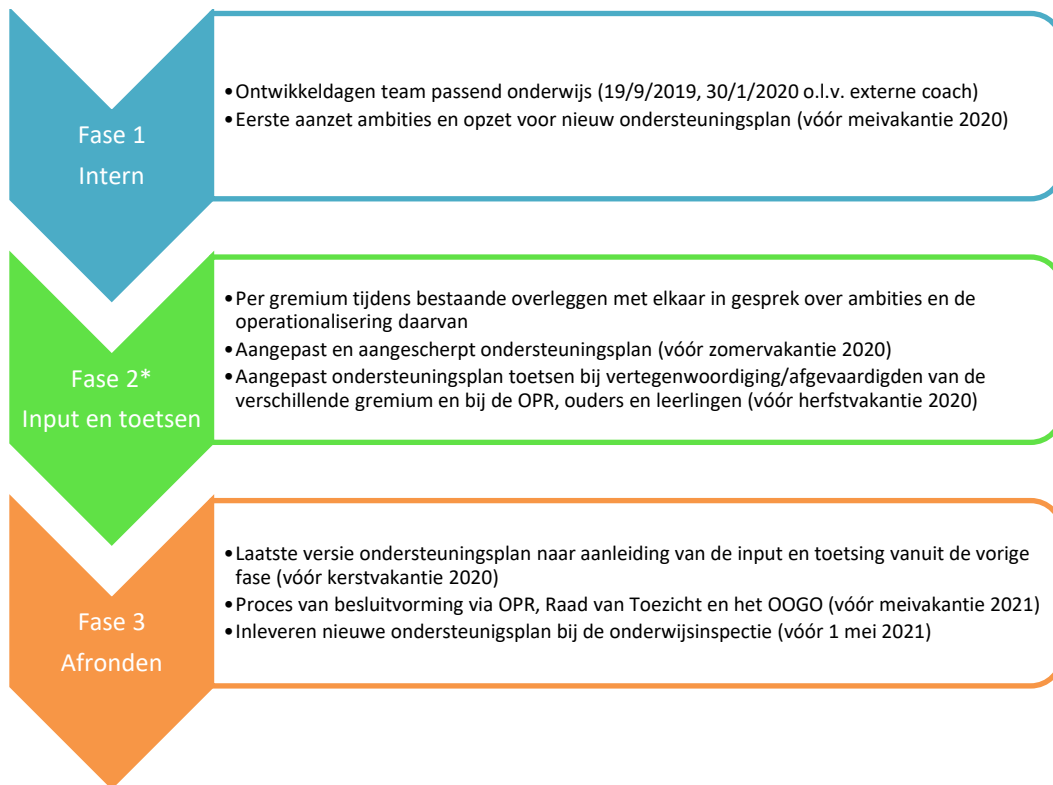 Fase 1
Intern
•Ontwikkeldagen team passend onderwijs (19/9/2019, 30/1/2020 o.l.v. externe coach)
•Eerste aanzet ambities en opzet voor nieuw ondersteuningsplan (vóór meivakantie 2020)
Fase 2*
Input en toetsen
•Per gremium tijdens bestaande overleggen met elkaar in gesprek over ambities en de
operationalisering daarvan
•Aangepast en aangescherpt ondersteuningsplan (vóór zomervakantie 2020)
•Aangepast ondersteuningsplan toetsen bij vertegenwoordiging/afgevaardigden van de
verschillende gremium en bij de OPR, ouders en leerlingen (vóór herfstvakantie 2020)
Fase 3
Afronden
•Laatste versie ondersteuningsplan naar aanleiding van de input en toetsing vanuit de vorige
fase (vóór kerstvakantie 2020)
•Proces van besluitvorming via OPR, Raad van Toezicht en het OOGO (vóór meivakantie 2021)
•Inleveren nieuwe ondersteunigsplan bij de onderwijsinspectie (vóór 1 mei 2021)